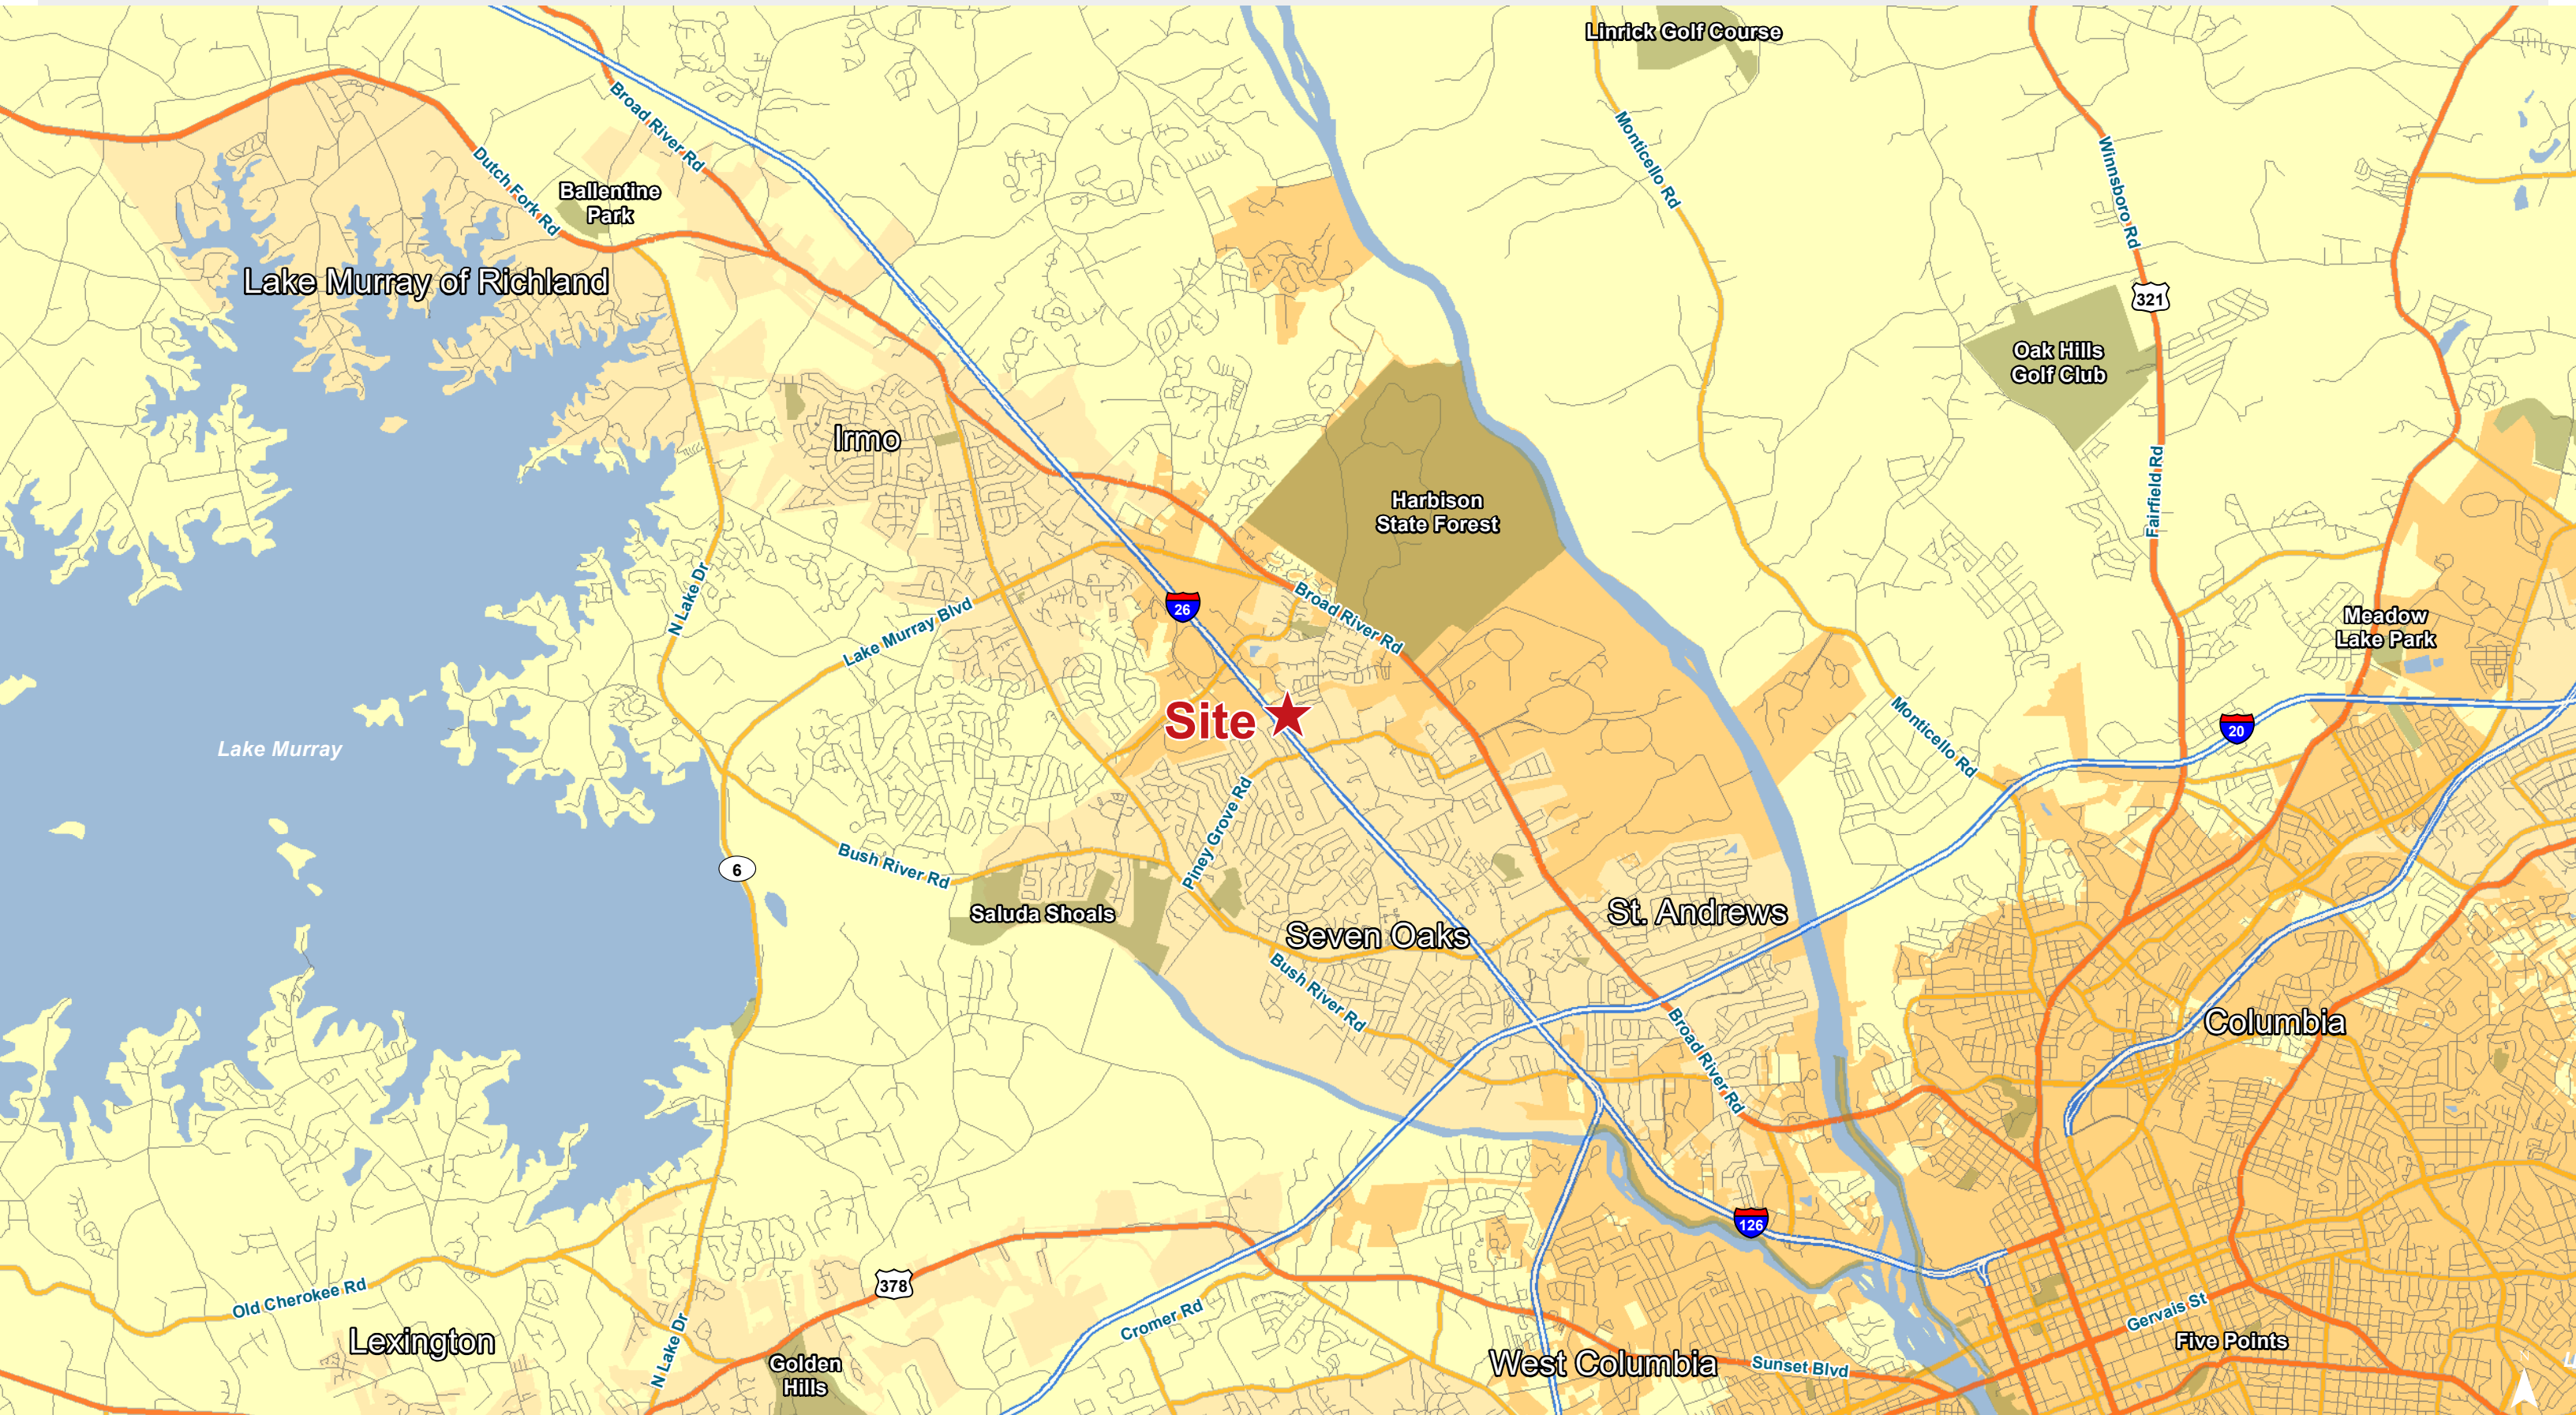 Linrick Golf Course
Broad River Rd
Monticello Rd
Winnsboro Rd
Dutch Fork Rd
Ballentine
Park
Lake Murray of Richland
321
Oak Hills
Golf Club
Irmo
Fairfield Rd
Harbison
State Forest
N Lake Dr
Lake Murray Blvd
26
Broad River Rd
Meadow
Lake Park
Site
Monticello Rd
20
Lake Murray
Piney Grove Rd
Bush River Rd
6
Saluda Shoals
St. Andrews
Seven Oaks
Bush River Rd
Broad River Rd
Columbia
126
378
Old Cherokee Rd
Cromer Rd
Gervais St
Lexington
N Lake Dr
Five Points
Golden
Hills
West Columbia
Sunset Blvd